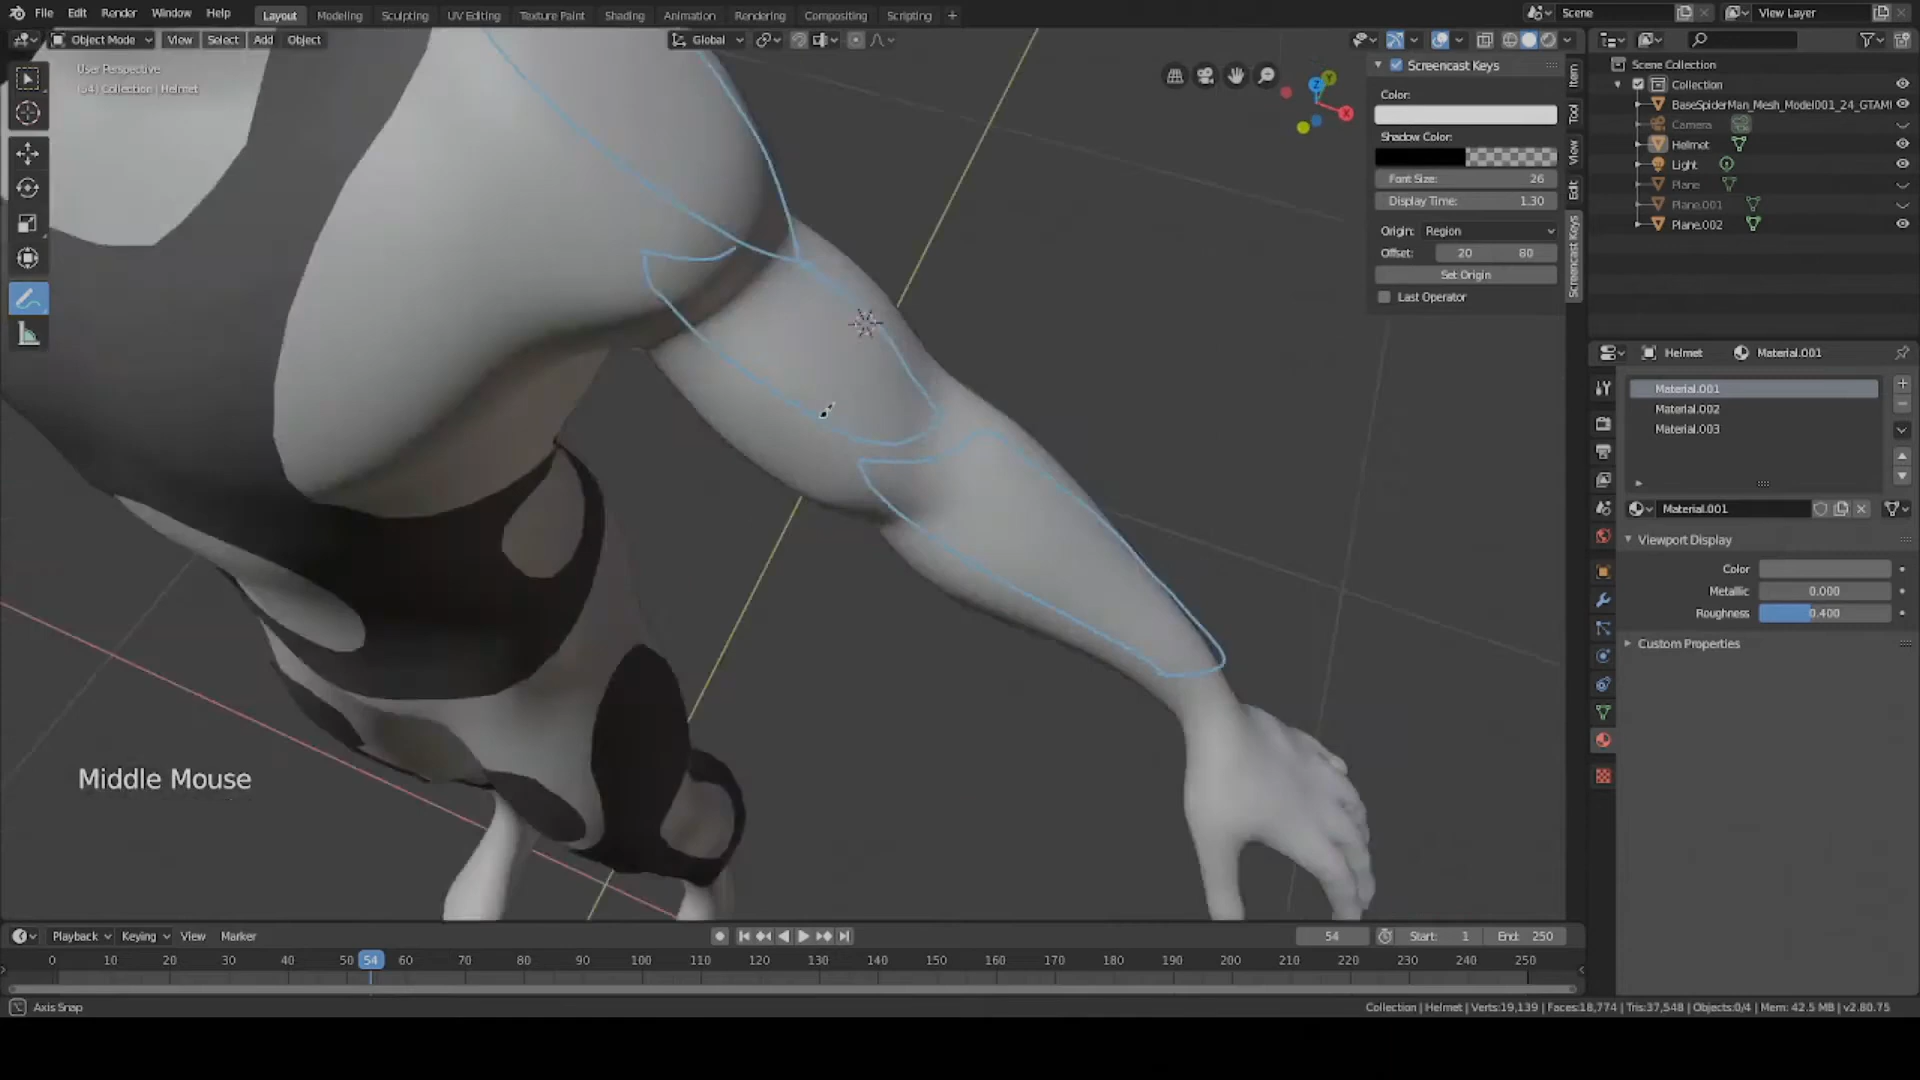 File Edit Render Window Help Layout Modeling Sculpting UV Editing Texture Paint Shading Animation Rendering Compositing Scripting + Scene View Layer
Object Mode View Select Add Object Global
User Perspective
(54) Collection | Helmet
Screencast Keys
Color:
Shadow Color:
Font Size: 26
Display Time: 1.30
Origin: Region
Offset: 20 80
Set Origin
Last Operator
Item
Tool
View
Edit
Screencast Keys
Z
Y
X
Scene Collection
Collection
BaseSpiderMan_Mesh_Model001_24_GTAM
Camera
Helmet
Light
Plane
Plane.001
Plane.002
Helmet Material.001
Material.001
Material.002
Material.003
Material.001
Viewport Display
Color
Metallic 0.000
Roughness 0.400
Custom Properties
Middle Mouse
Playback Keying View Marker 54 Start: 1 End: 250
0 10 20 30 40 50 54 60 70 80 90 100 110 120 130 140 150 160 170 180 190 200 210 220 230 240 250
Axis Snap
Collection | Helmet | Verts:19,139 | Faces:18,774 | Tris:37,548 | Objects:0/4 | Mem: 42.5 MB | v2.80.75